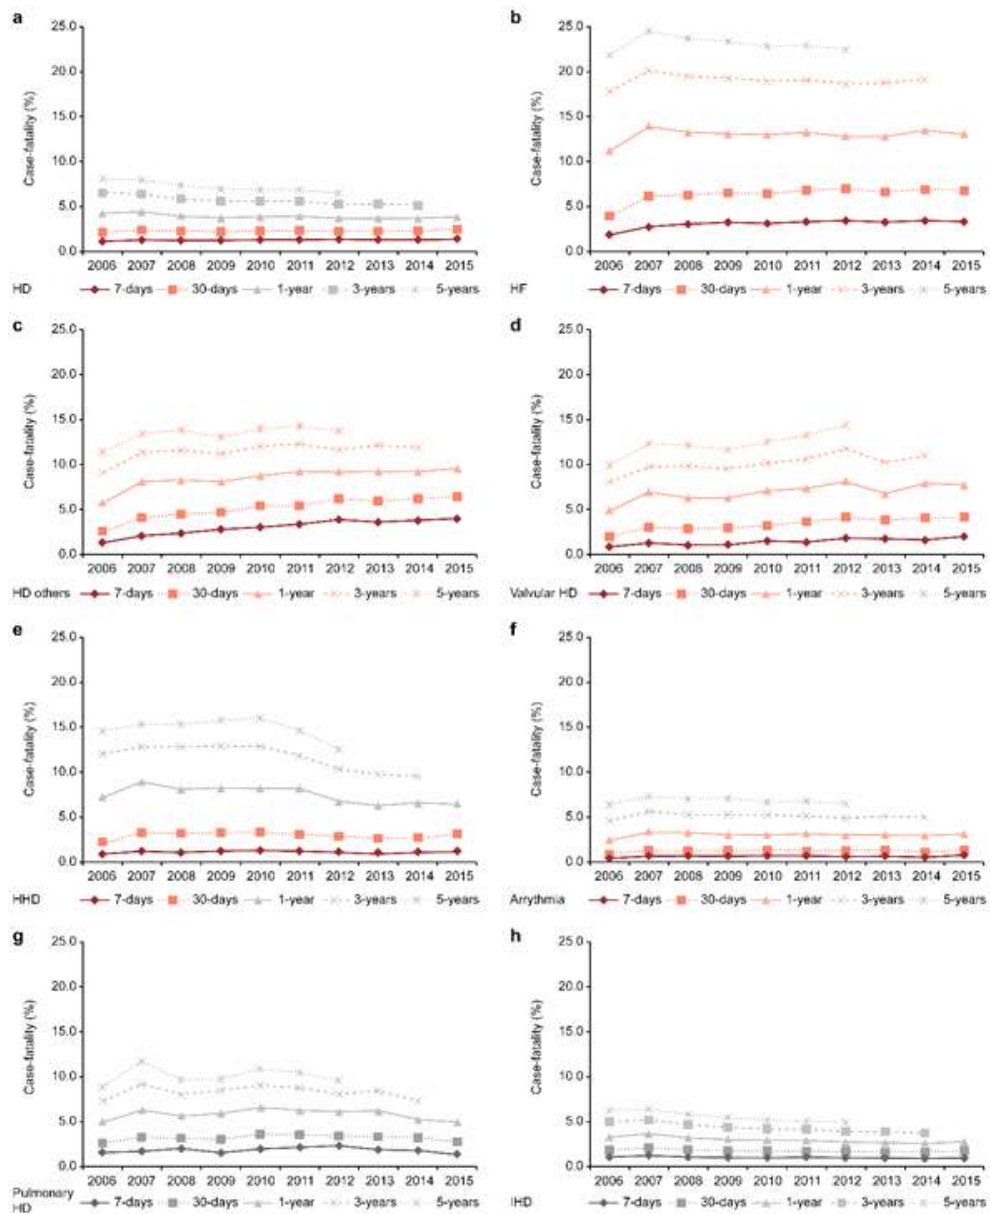 a
Case-fatality (%)
25.0
20.0
15.0
10.0
5.0
0.0
2006 2007 2008 2009 2010 2011 2012 2013 2014 2015
HD 7-days 30-days 1-year 3-years 5-years
b
Case-fatality (%)
25.0
20.0
15.0
10.0
5.0
0.0
2006 2007 2008 2009 2010 2011 2012 2013 2014 2015
HF 7-days 30-days 1-year 3-years 5-years
c
Case-fatality (%)
25.0
20.0
15.0
10.0
5.0
0.0
2006 2007 2008 2009 2010 2011 2012 2013 2014 2015
HD others 7-days 30-days 1-year 3-years 5-years
d
Case-fatality (%)
25.0
20.0
15.0
10.0
5.0
0.0
2006 2007 2008 2009 2010 2011 2012 2013 2014 2015
Valvular HD 7-days 30-days 1-year 3-years 5-years
e
Case-fatality (%)
25.0
20.0
15.0
10.0
5.0
0.0
2006 2007 2008 2009 2010 2011 2012 2013 2014 2015
HHD 7-days 30-days 1-year 3-years 5-years
f
Case-fatality (%)
25.0
20.0
15.0
10.0
5.0
0.0
2006 2007 2008 2009 2010 2011 2012 2013 2014 2015
Arrythmia 7-days 30-days 1-year 3-years 5-years
g
Case-fatality (%)
25.0
20.0
15.0
10.0
5.0
0.0
2006 2007 2008 2009 2010 2011 2012 2013 2014 2015
Pulmonary
HD
7-days 30-days 1-year 3-years 5-years
h
Case-fatality (%)
25.0
20.0
15.0
10.0
5.0
0.0
2006 2007 2008 2009 2010 2011 2012 2013 2014 2015
IHD 7-days 30-days 1-year 3-years 5-years